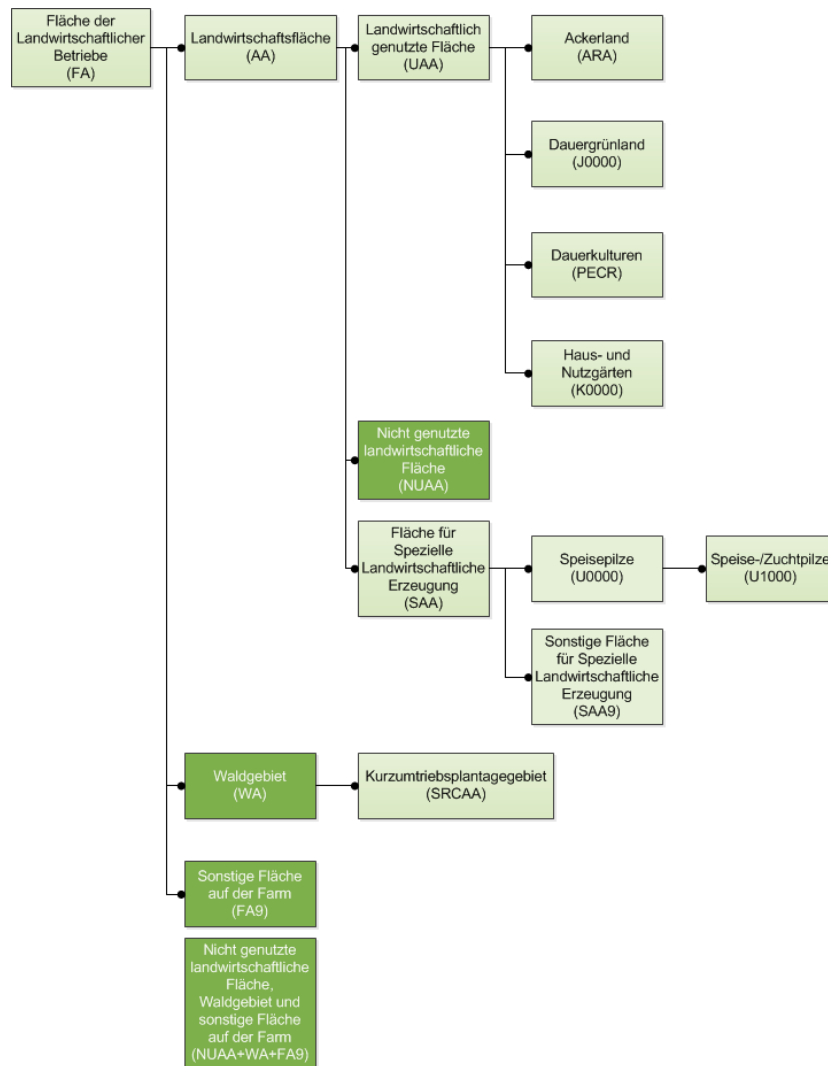 Fläche der
Landwirtschaftlicher
Betriebe
(FA)
Landwirtschaftsfläche
(AA)
Landwirtschaftlich
genutzte Fläche
(UAA)
Ackerland
(ARA)
Dauergrünland
(J0000)
Dauerkulturen
(PECR)
Haus- und
Nutzgärten
(K0000)
Nicht genutzte
landwirtschaftliche
Fläche
(NUAA)
Fläche für
Spezielle
Landwirtschaftliche
Erzeugung
(SAA)
Speisepilze
(U0000)
Speise-/Zuchtpilze
(U1000)
Sonstige Fläche
für Spezielle
Landwirtschaftliche
Erzeugung
(SAA9)
Waldgebiet
(WA)
Kurzumtriebsplantagegebiet
(SRCAA)
Sonstige Fläche
auf der Farm
(FA9)
Nicht genutzte
landwirtschaftliche
Fläche,
Waldgebiet und
sonstige Fläche
auf der Farm
(NUAA+WA+FA9)